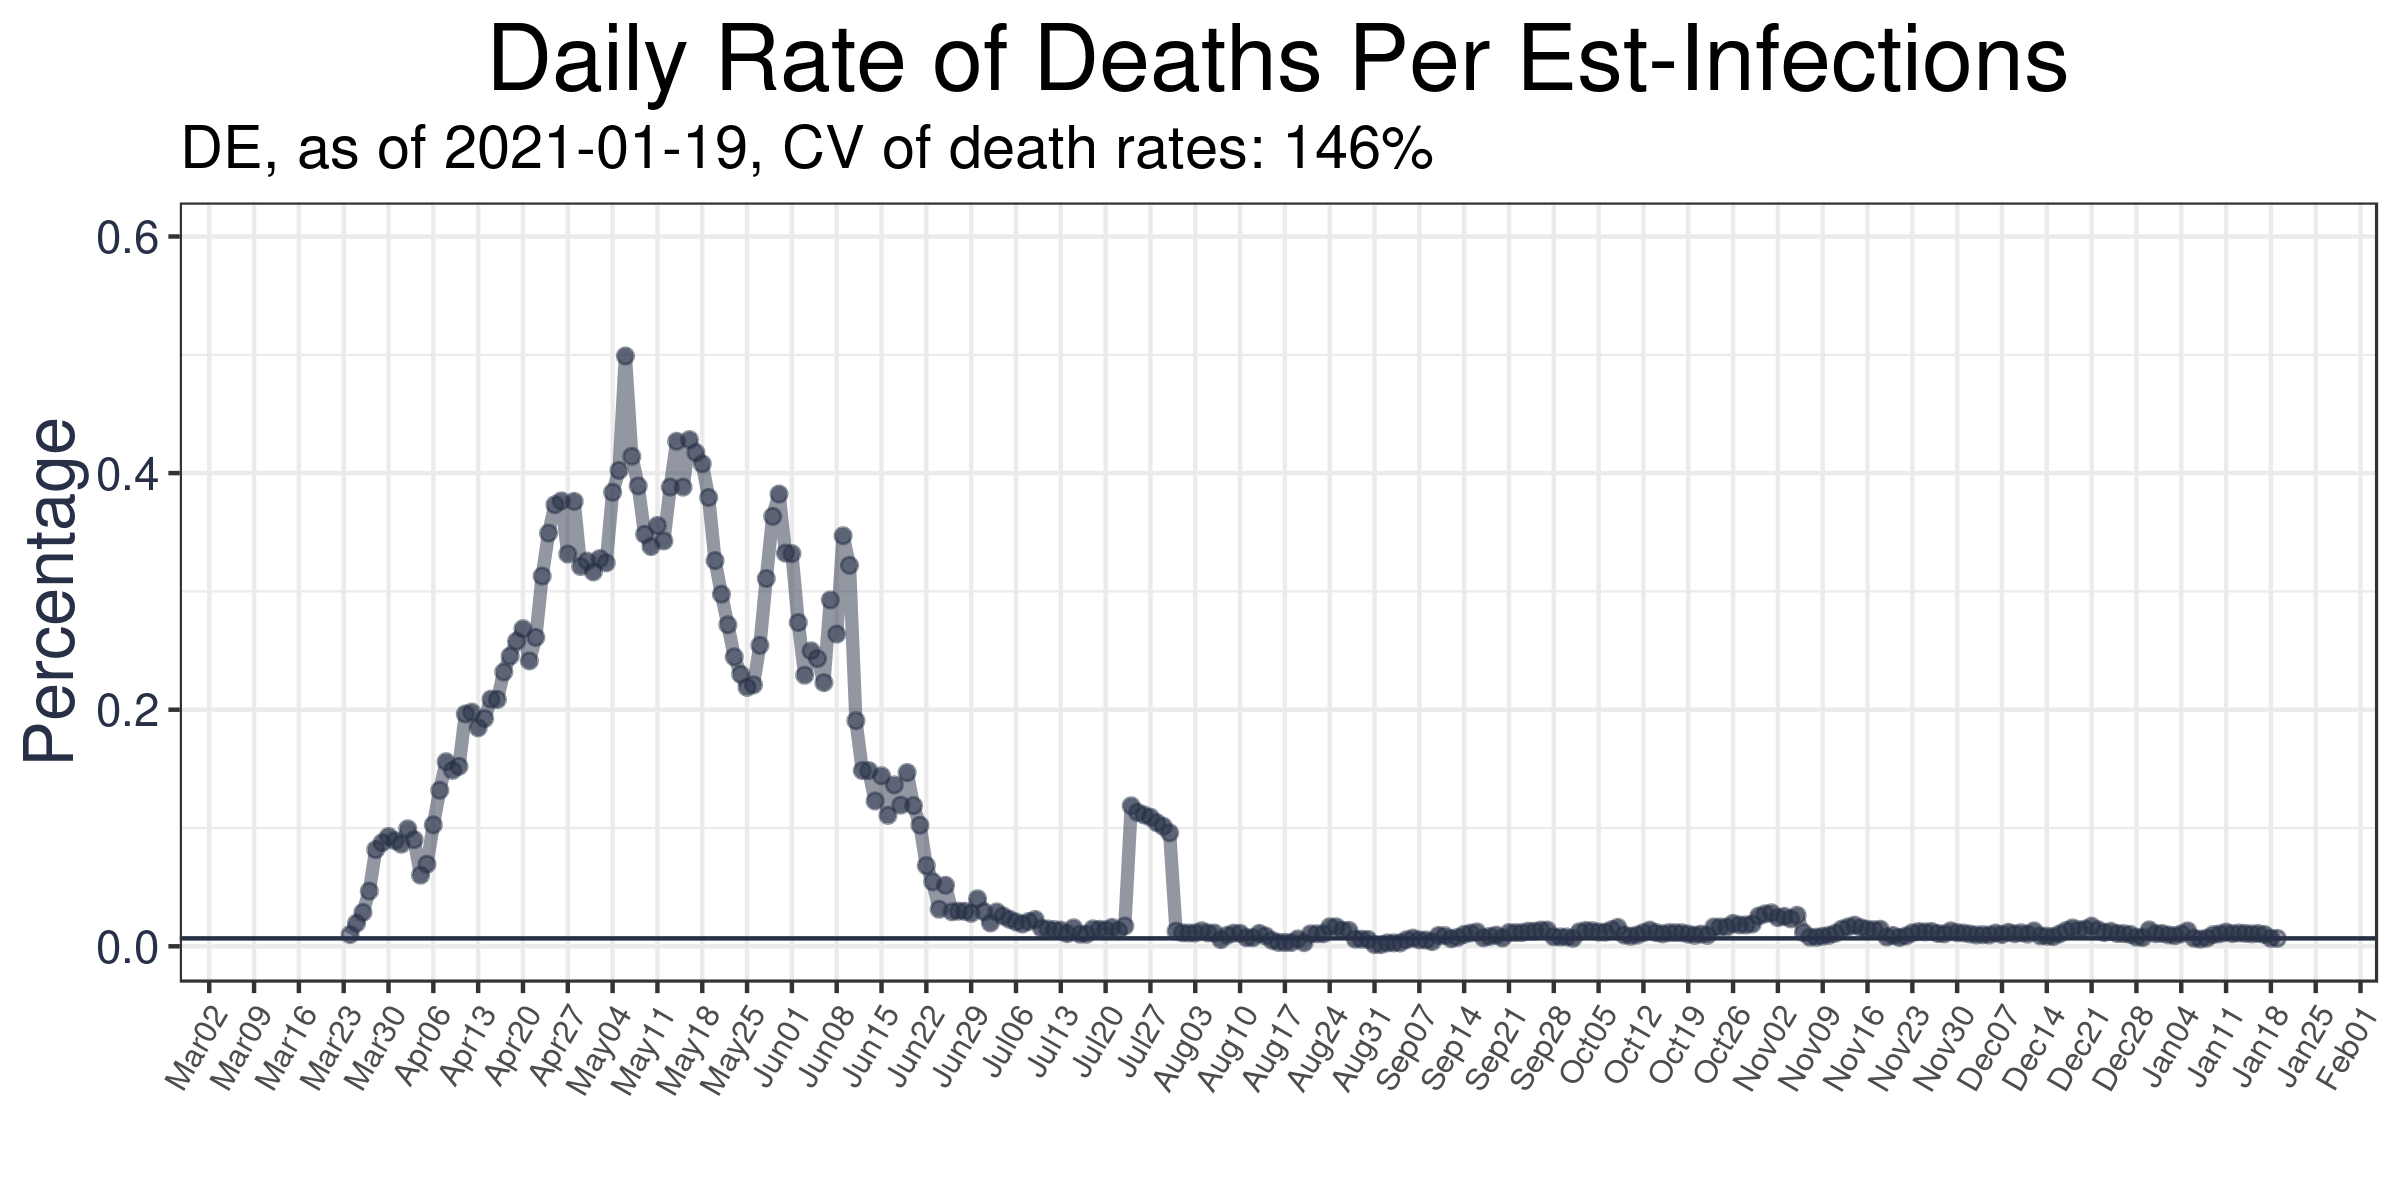 Daily Rate of Deaths Per Est-Infections
DE, as of 2021-01-19, CV of death rates: 146%
Percentage
0.6
0.4
0.2
0.0
Mar02
Mar09
Mar16
Mar23
Mar30
Apr06
Apr13
Apr20
Apr27
May04
May11
May18
May25
Jun01
Jun08
Jun15
Jun22
Jun29
Jul06
Jul13
Jul20
Jul27
Aug03
Aug10
Aug17
Aug24
Aug31
Sep07
Sep14
Sep21
Sep28
Oct05
Oct12
Oct19
Oct26
Nov02
Nov09
Nov16
Nov23
Nov30
Dec07
Dec14
Dec21
Dec28
Jan04
Jan11
Jan18
Jan25
Feb01